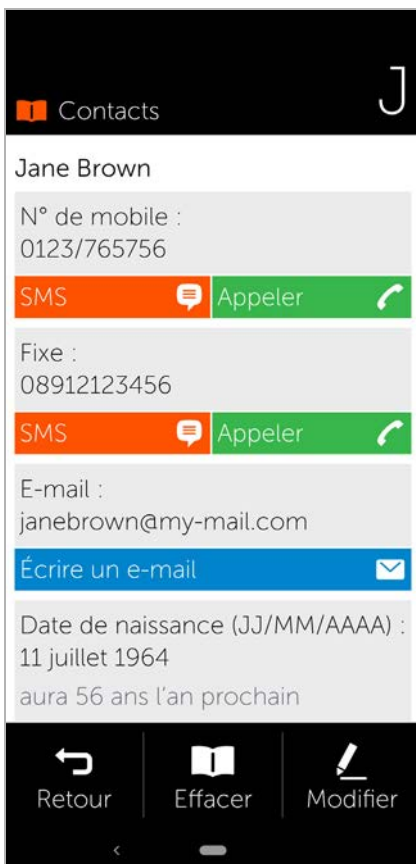 J
Contacts
Jane Brown
N° de mobile :
0123/765756
SMS
Appeler
Fixe :
08912123456
SMS
Appeler
E-mail :
janebrown@my-mail.com
Écrire un e-mail
Date de naissance (JJ/MM/AAAA) :
11 juillet 1964
aura 56 ans l’an prochain
Retour
Effacer
Modifier